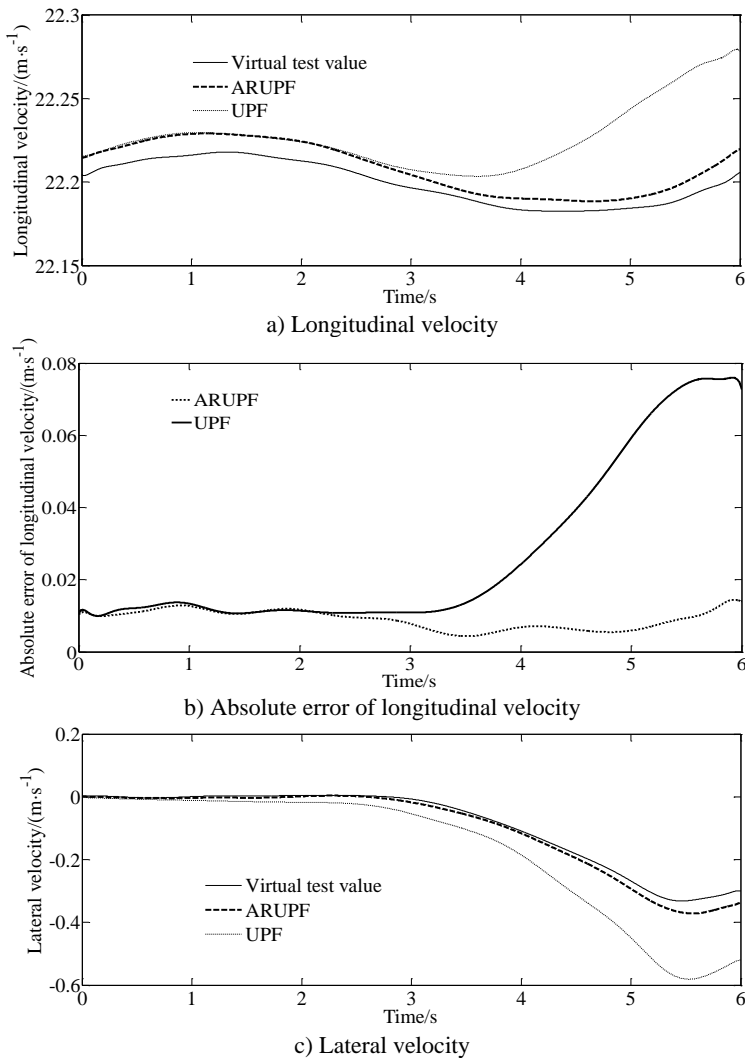 22.3
22.25
22.2
22.15
Longitudinal velocity/(m·s⁻¹)
Virtual test value
ARUPF
UPF
0 1 2 3 4 5 6
Time/s
a) Longitudinal velocity
0.08
0.06
0.04
0.02
0
Absolute error of longitudinal velocity/(m·s⁻¹)
ARUPF
UPF
0 1 2 3 4 5 6
Time/s
b) Absolute error of longitudinal velocity
0.2
0
-0.2
-0.4
-0.6
Lateral velocity/(m·s⁻¹)
Virtual test value
ARUPF
UPF
0 1 2 3 4 5 6
Time/s
c) Lateral velocity